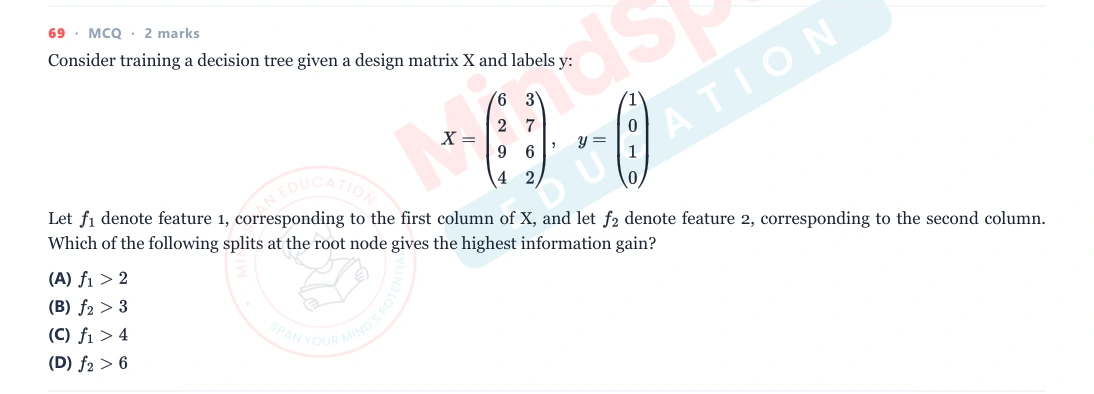 69 · MCQ · 2 marks
Consider training a decision tree given a design matrix X and labels y:
X = (6 3
2 7
9 6
4 2), y = (1
0
1
0)
Let f₁ denote feature 1, corresponding to the first column of X, and let f₂ denote feature 2, corresponding to the second column.
Which of the following splits at the root node gives the highest information gain?
(A) f₁ > 2
(B) f₂ > 3
(C) f₁ > 4
(D) f₂ > 6
EDUCATION
SPAN YOUR MIND'S POTENTIAL